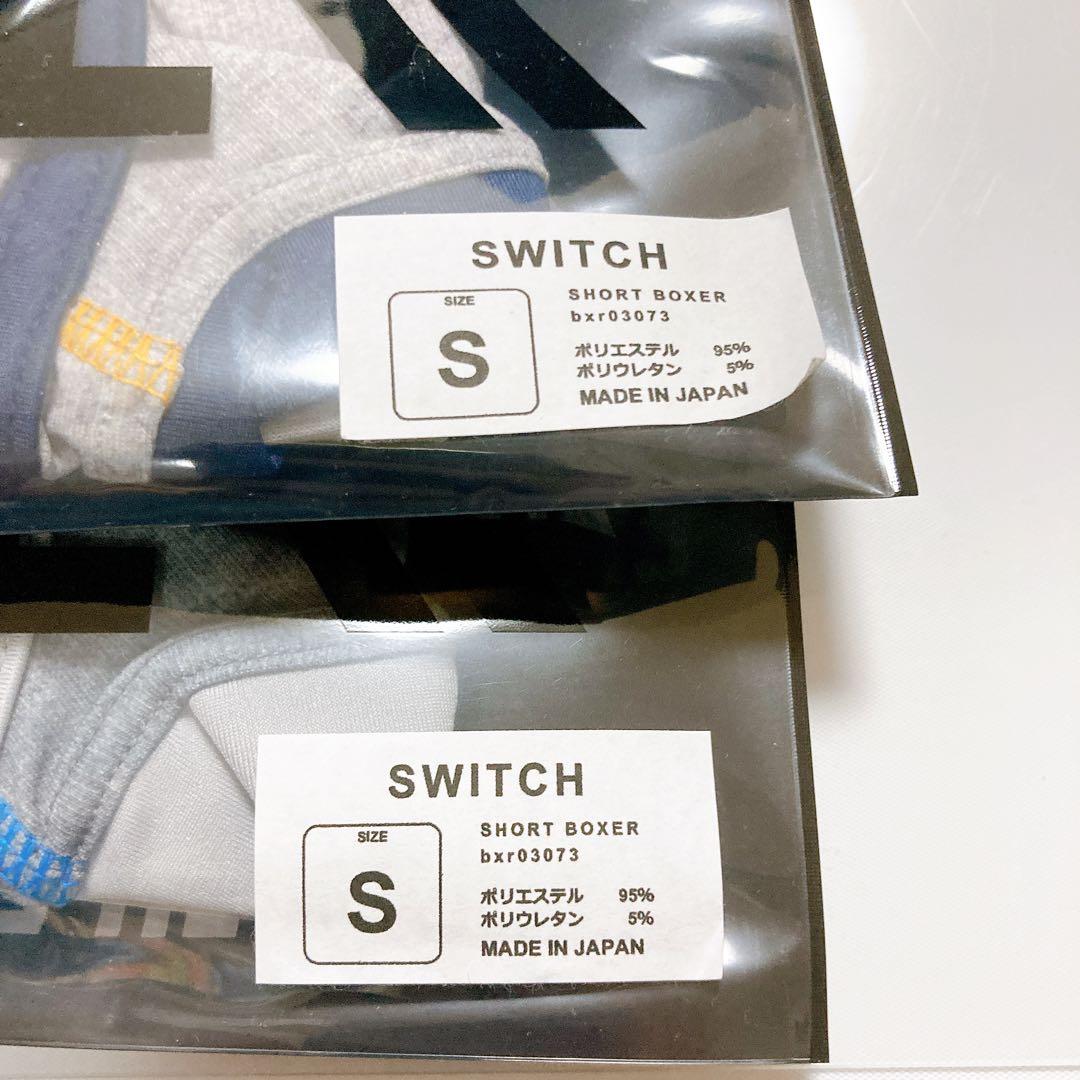 SWITCH
SIZE
S
SHORT BOXER
bxr03073
ポリエステル 95%
ポリウレタン 5%
MADE IN JAPAN
SWITCH
SIZE
S
SHORT BOXER
bxr03073
ポリエステル 95%
ポリウレタン 5%
MADE IN JAPAN